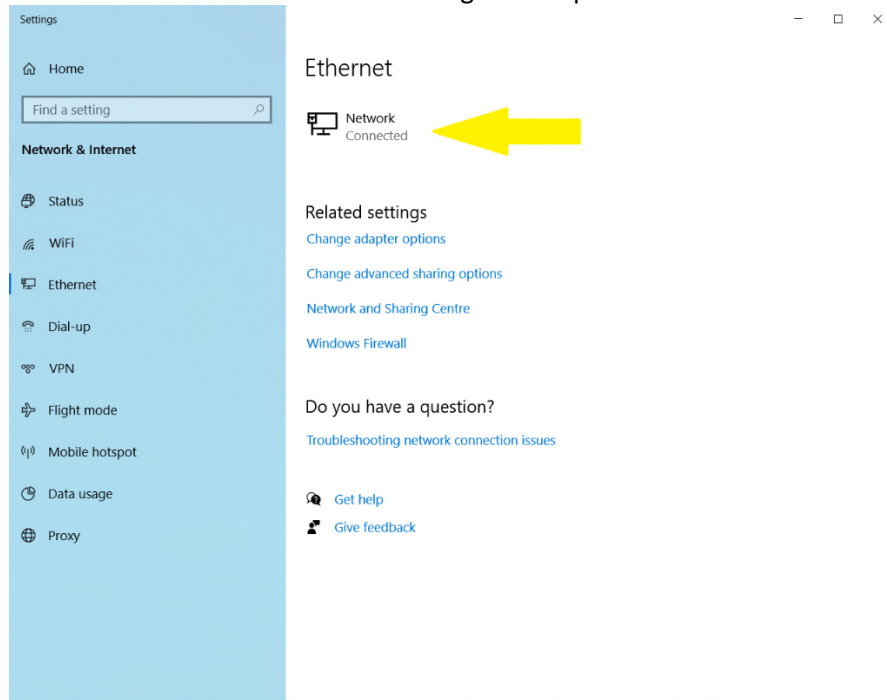 Settings
Home
Find a setting
Network & Internet
Status
WiFi
Ethernet
Dial-up
VPN
Flight mode
Mobile hotspot
Data usage
Proxy
Ethernet
Network
Connected
Related settings
Change adapter options
Change advanced sharing options
Network and Sharing Centre
Windows Firewall
Do you have a question?
Troubleshooting network connection issues
Get help
Give feedback